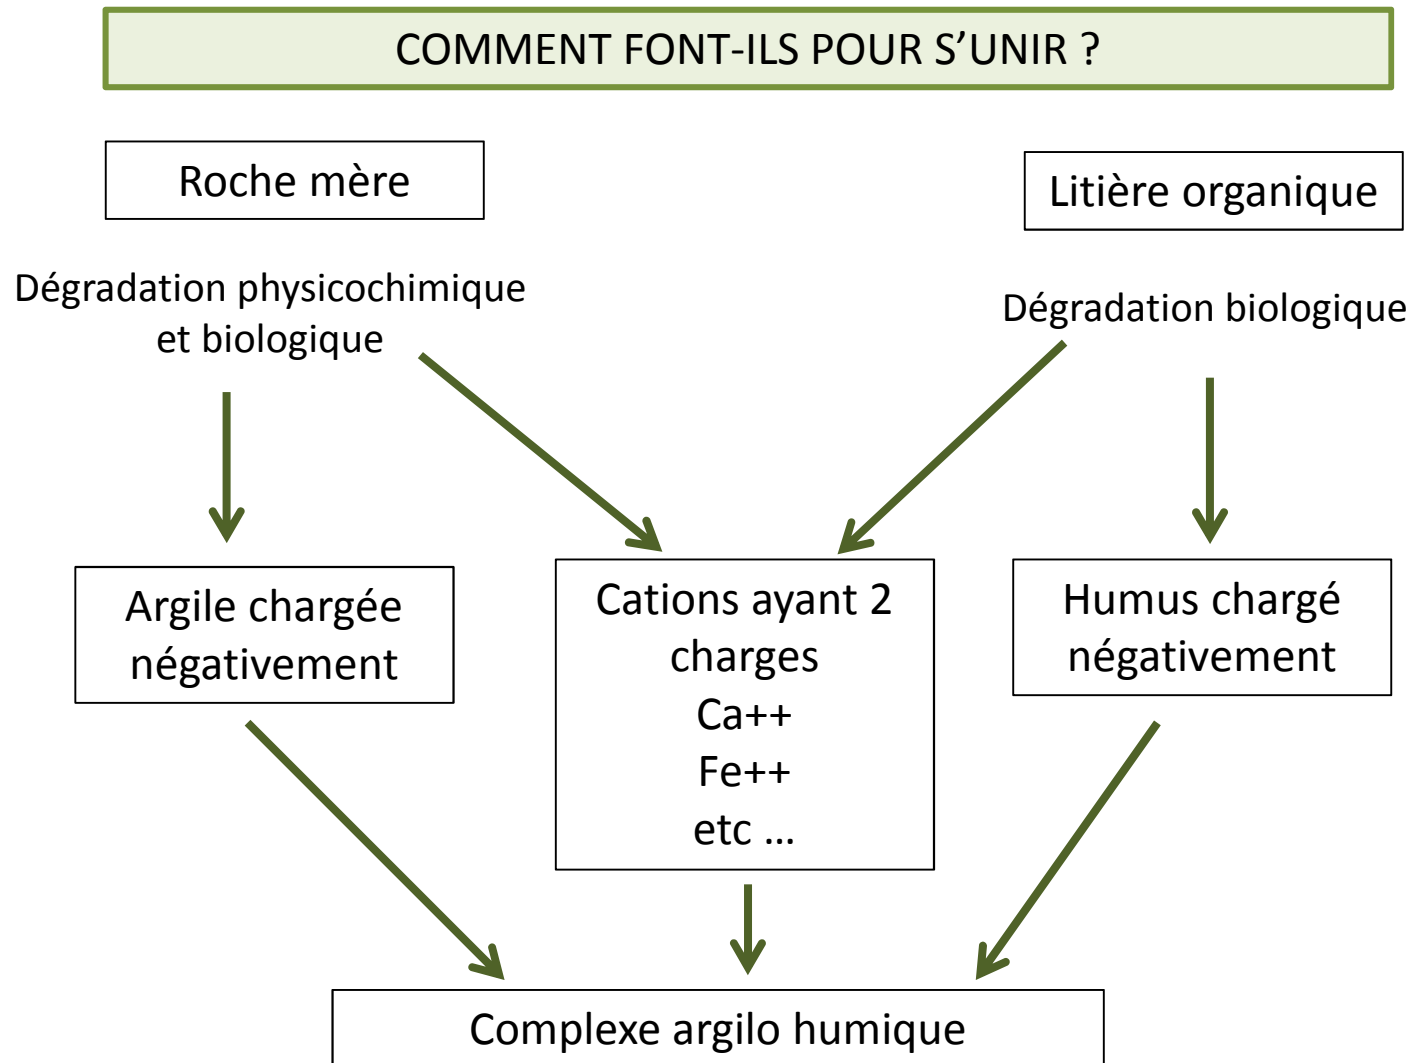 COMMENT FONT-ILS POUR S’UNIR ?
Roche mère
Litière organique
Dégradation physicochimique
et biologique
Dégradation biologique
Argile chargée
négativement
Cations ayant 2
charges
Ca++
Fe++
etc ...
Humus chargé
négativement
Complexe argilo humique